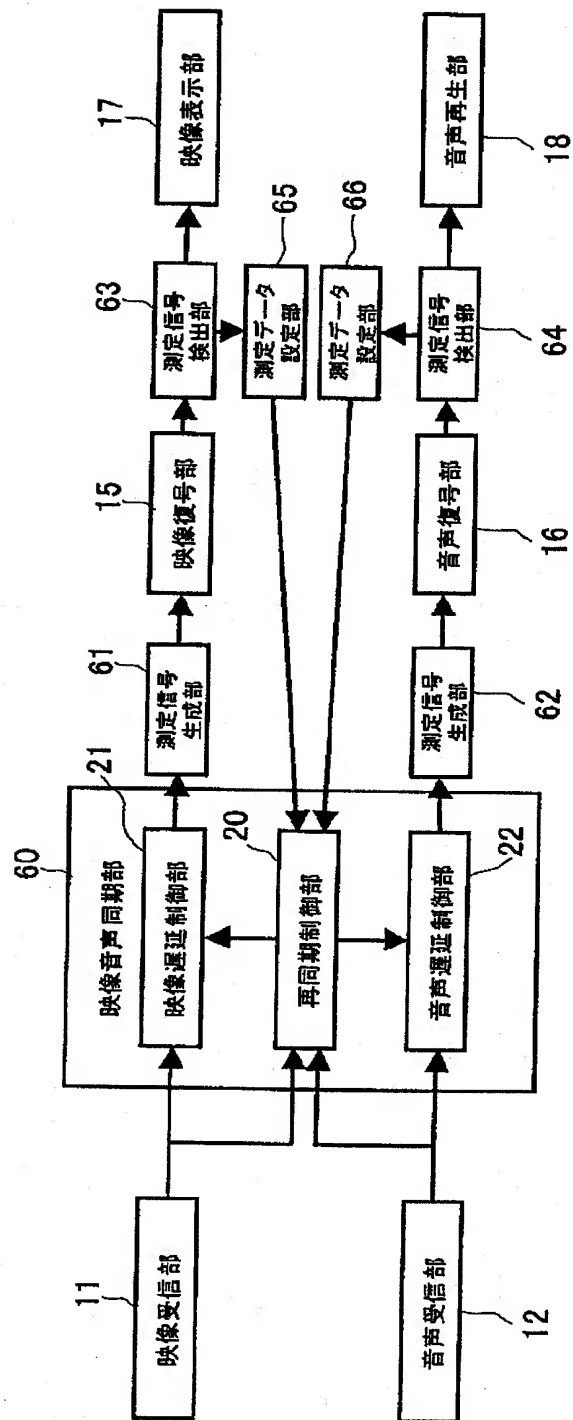 11
映像受信部
12
音声受信部
60
映像音声同期部
21
映像遅延制御部
20
再同期制御部
22
音声遅延制御部
61
測定信号
生成部
62
測定信号
生成部
15
映像復号部
16
音声復号部
63
測定信号
検出部
64
測定信号
検出部
65
測定データ
設定部
66
測定データ
設定部
17
映像表示部
18
音声再生部